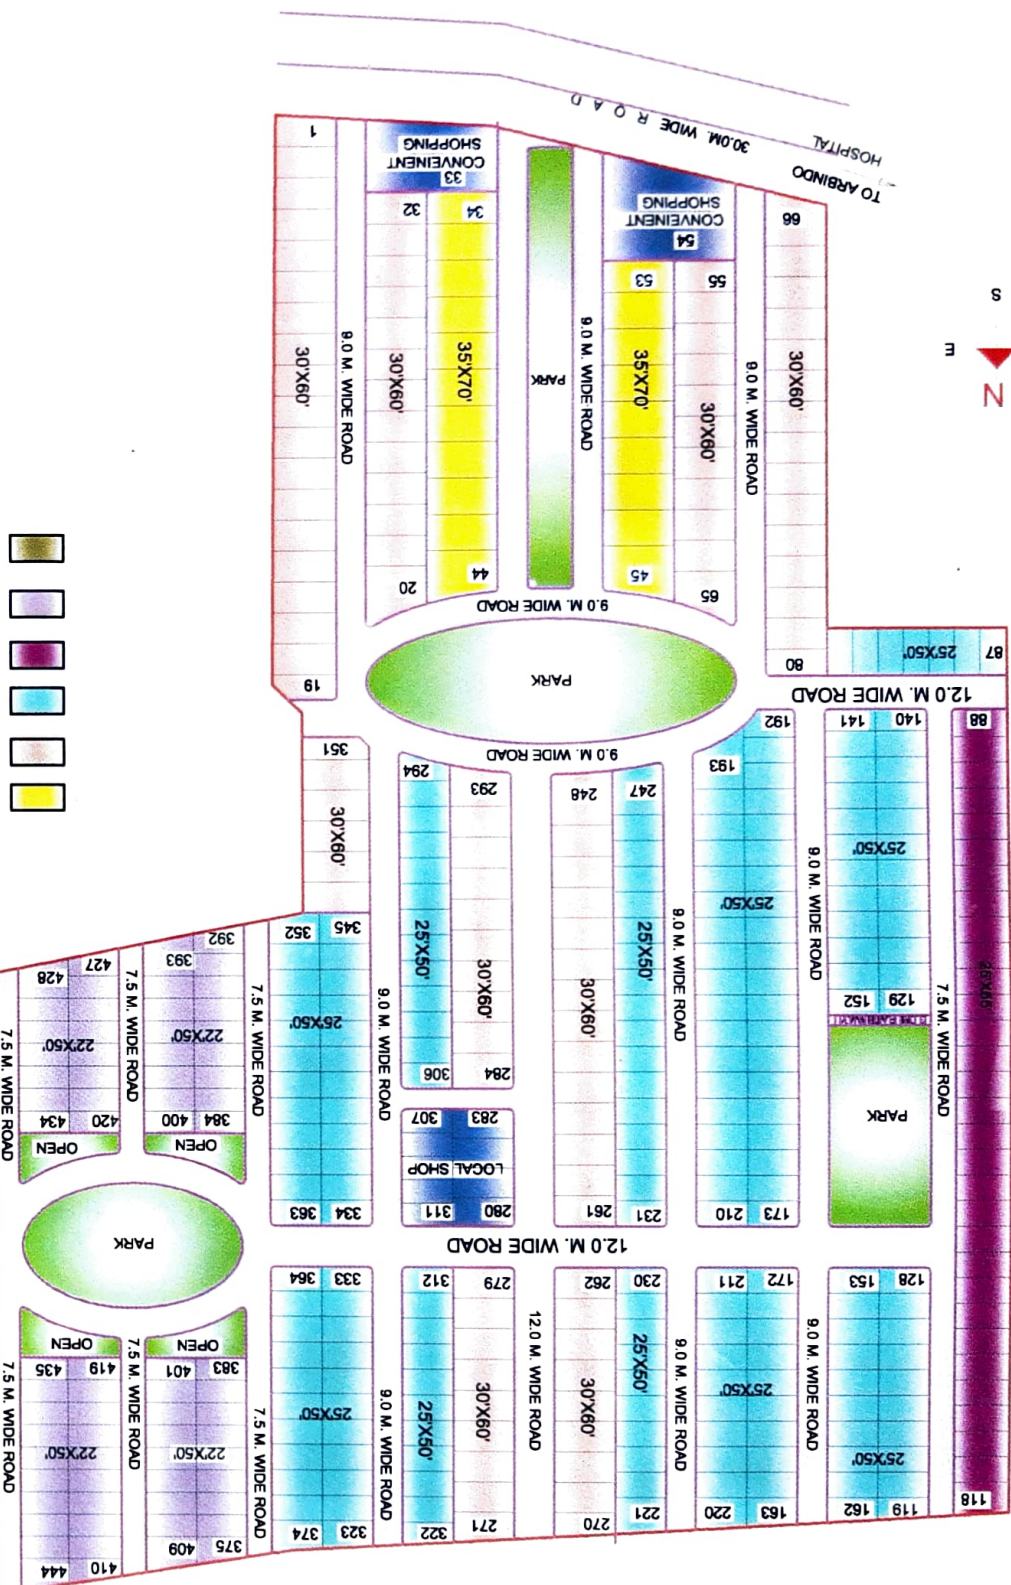 30.0M. WIDE ROAD
TO ARBINDO
HOSPITAL
S
E
N
1
30'X60'
19
9.0 M. WIDE ROAD
CONVEINENT
SHOPPING
33
32
30'X60'
20
34
35'X70'
44
PARK
9.0 M. WIDE ROAD
CONVEINENT
SHOPPING
54
53
35'X70'
45
55
30'X60'
65
9.0 M. WIDE ROAD
66
30'X60'
80
9.0 M. WIDE ROAD
PARK
9.0 M. WIDE ROAD
87
25'X50'
12.0 M. WIDE ROAD
88
118
351
30'X60'
294
25'X50'
306
293
30'X60'
284
248
30'X60'
261
247
25'X50'
231
9.0 M. WIDE ROAD
192
193
25'X50'
210
173
9.0 M. WIDE ROAD
141
140
25'X50'
152
129
PARK
7.5 M. WIDE ROAD
352
345
25'X50'
363
334
9.0 M. WIDE ROAD
307
283
LOCAL SHOP
311
280
12.0 M. WIDE ROAD
392
393
22'X50'
400
384
OPEN
7.5 M. WIDE ROAD
427
428
22'X50'
434
420
OPEN
7.5 M. WIDE ROAD
7.5 M. WIDE ROAD
PARK
OPEN
435
419
22'X50'
444
410
7.5 M. WIDE ROAD
7.5 M. WIDE ROAD
OPEN
401
383
22'X50'
409
375
7.5 M. WIDE ROAD
364
333
25'X50'
374
323
9.0 M. WIDE ROAD
312
25'X50'
322
279
30'X60'
271
12.0 M. WIDE ROAD
262
30'X60'
270
230
25'X50'
221
9.0 M. WIDE ROAD
211
172
25'X50'
220
163
9.0 M. WIDE ROAD
153
128
25'X50'
162
119